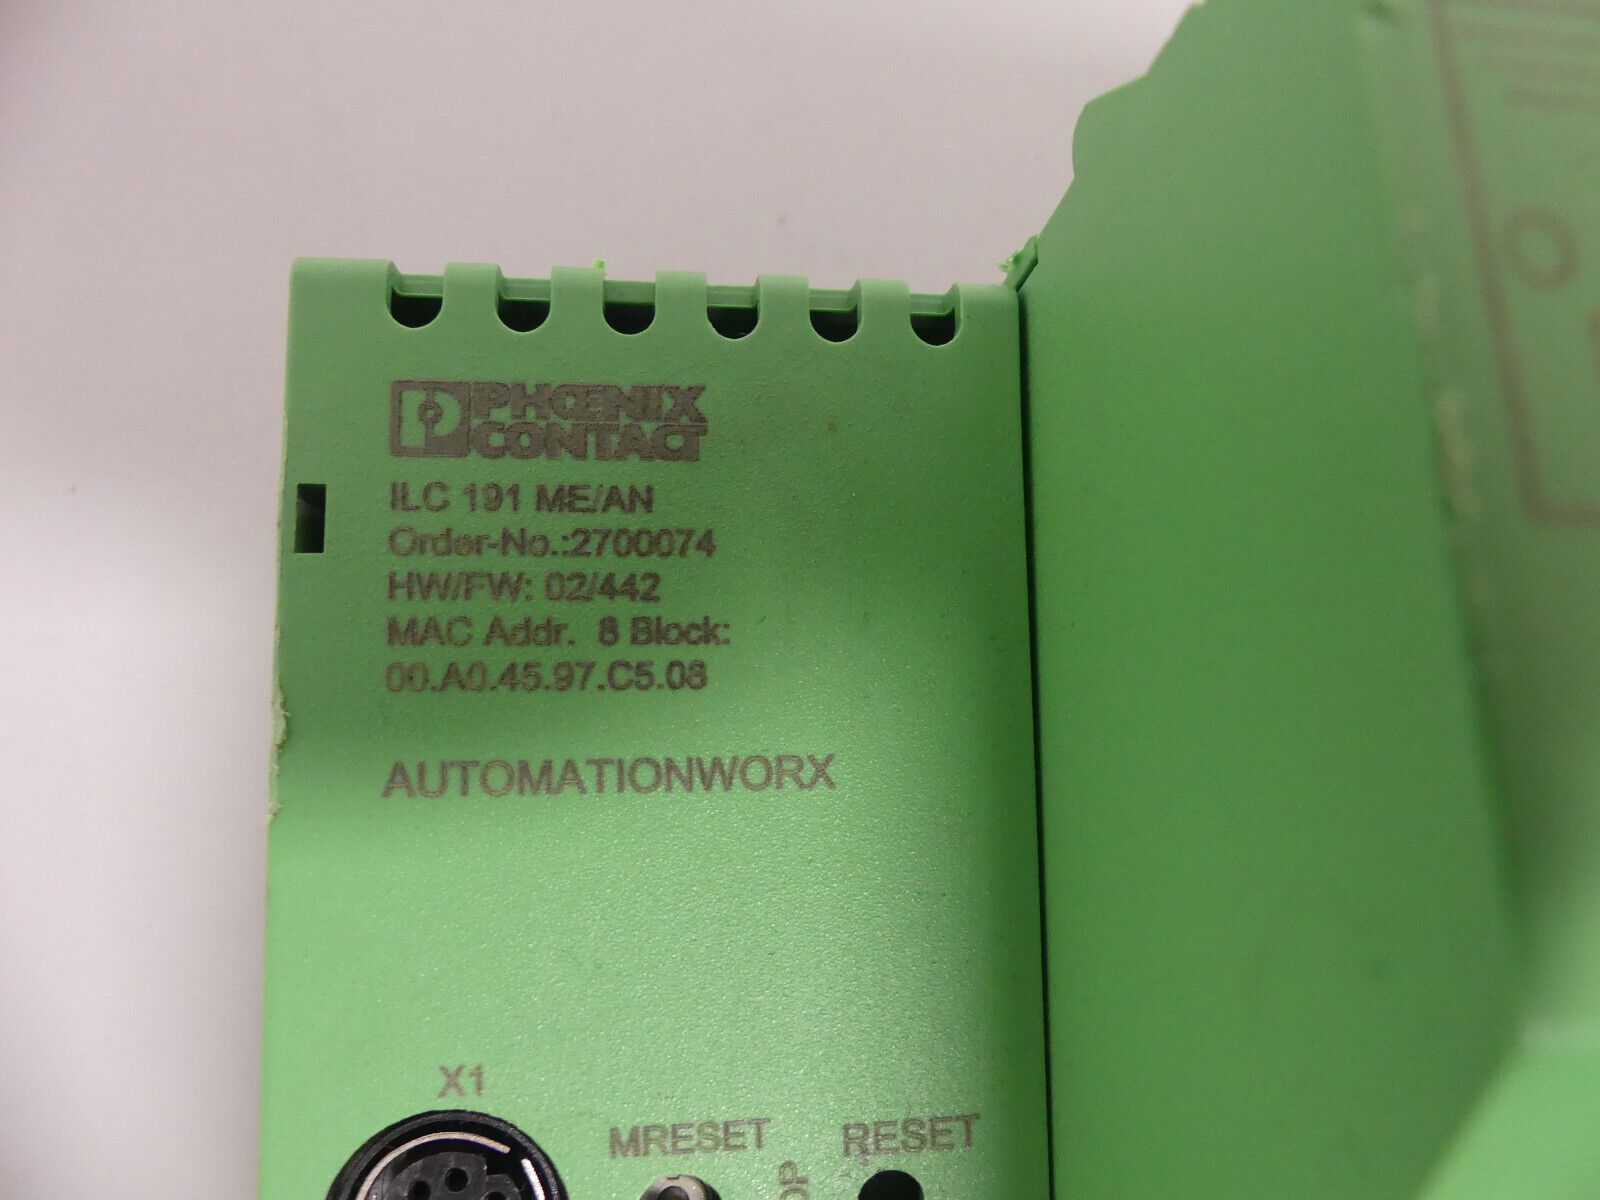 PHŒNIX
CONTACT
ILC 191 ME/AN
Order-No.:2700074
HW/FW: 02/442
MAC Addr. 8 Block:
00.A0.45.97.C5.08
AUTOMATIONWORX
X1
MRESET
RESET